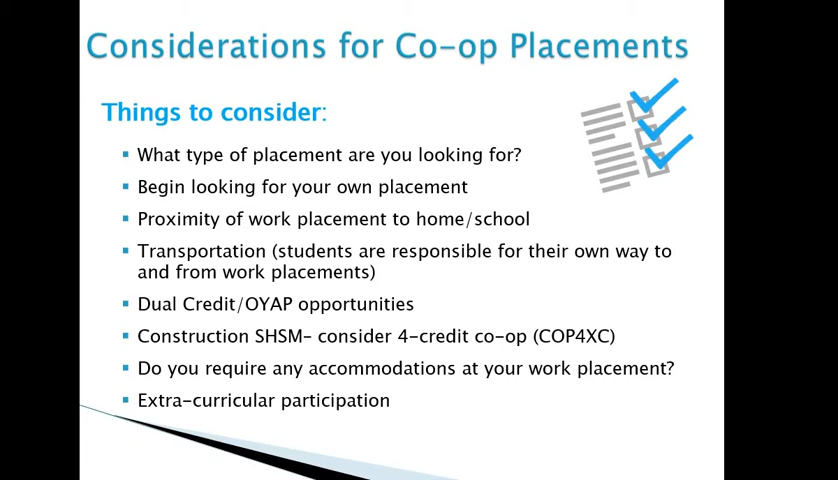 Considerations for Co-op Placements
Things to consider:
▪ What type of placement are you looking for?
▪ Begin looking for your own placement
▪ Proximity of work placement to home/school
▪ Transportation (students are responsible for their own way to
and from work placements)
▪ Dual Credit/OYAP opportunities
▪ Construction SHSM- consider 4-credit co-op (COP4XC)
▪ Do you require any accommodations at your work placement?
▪ Extra-curricular participation